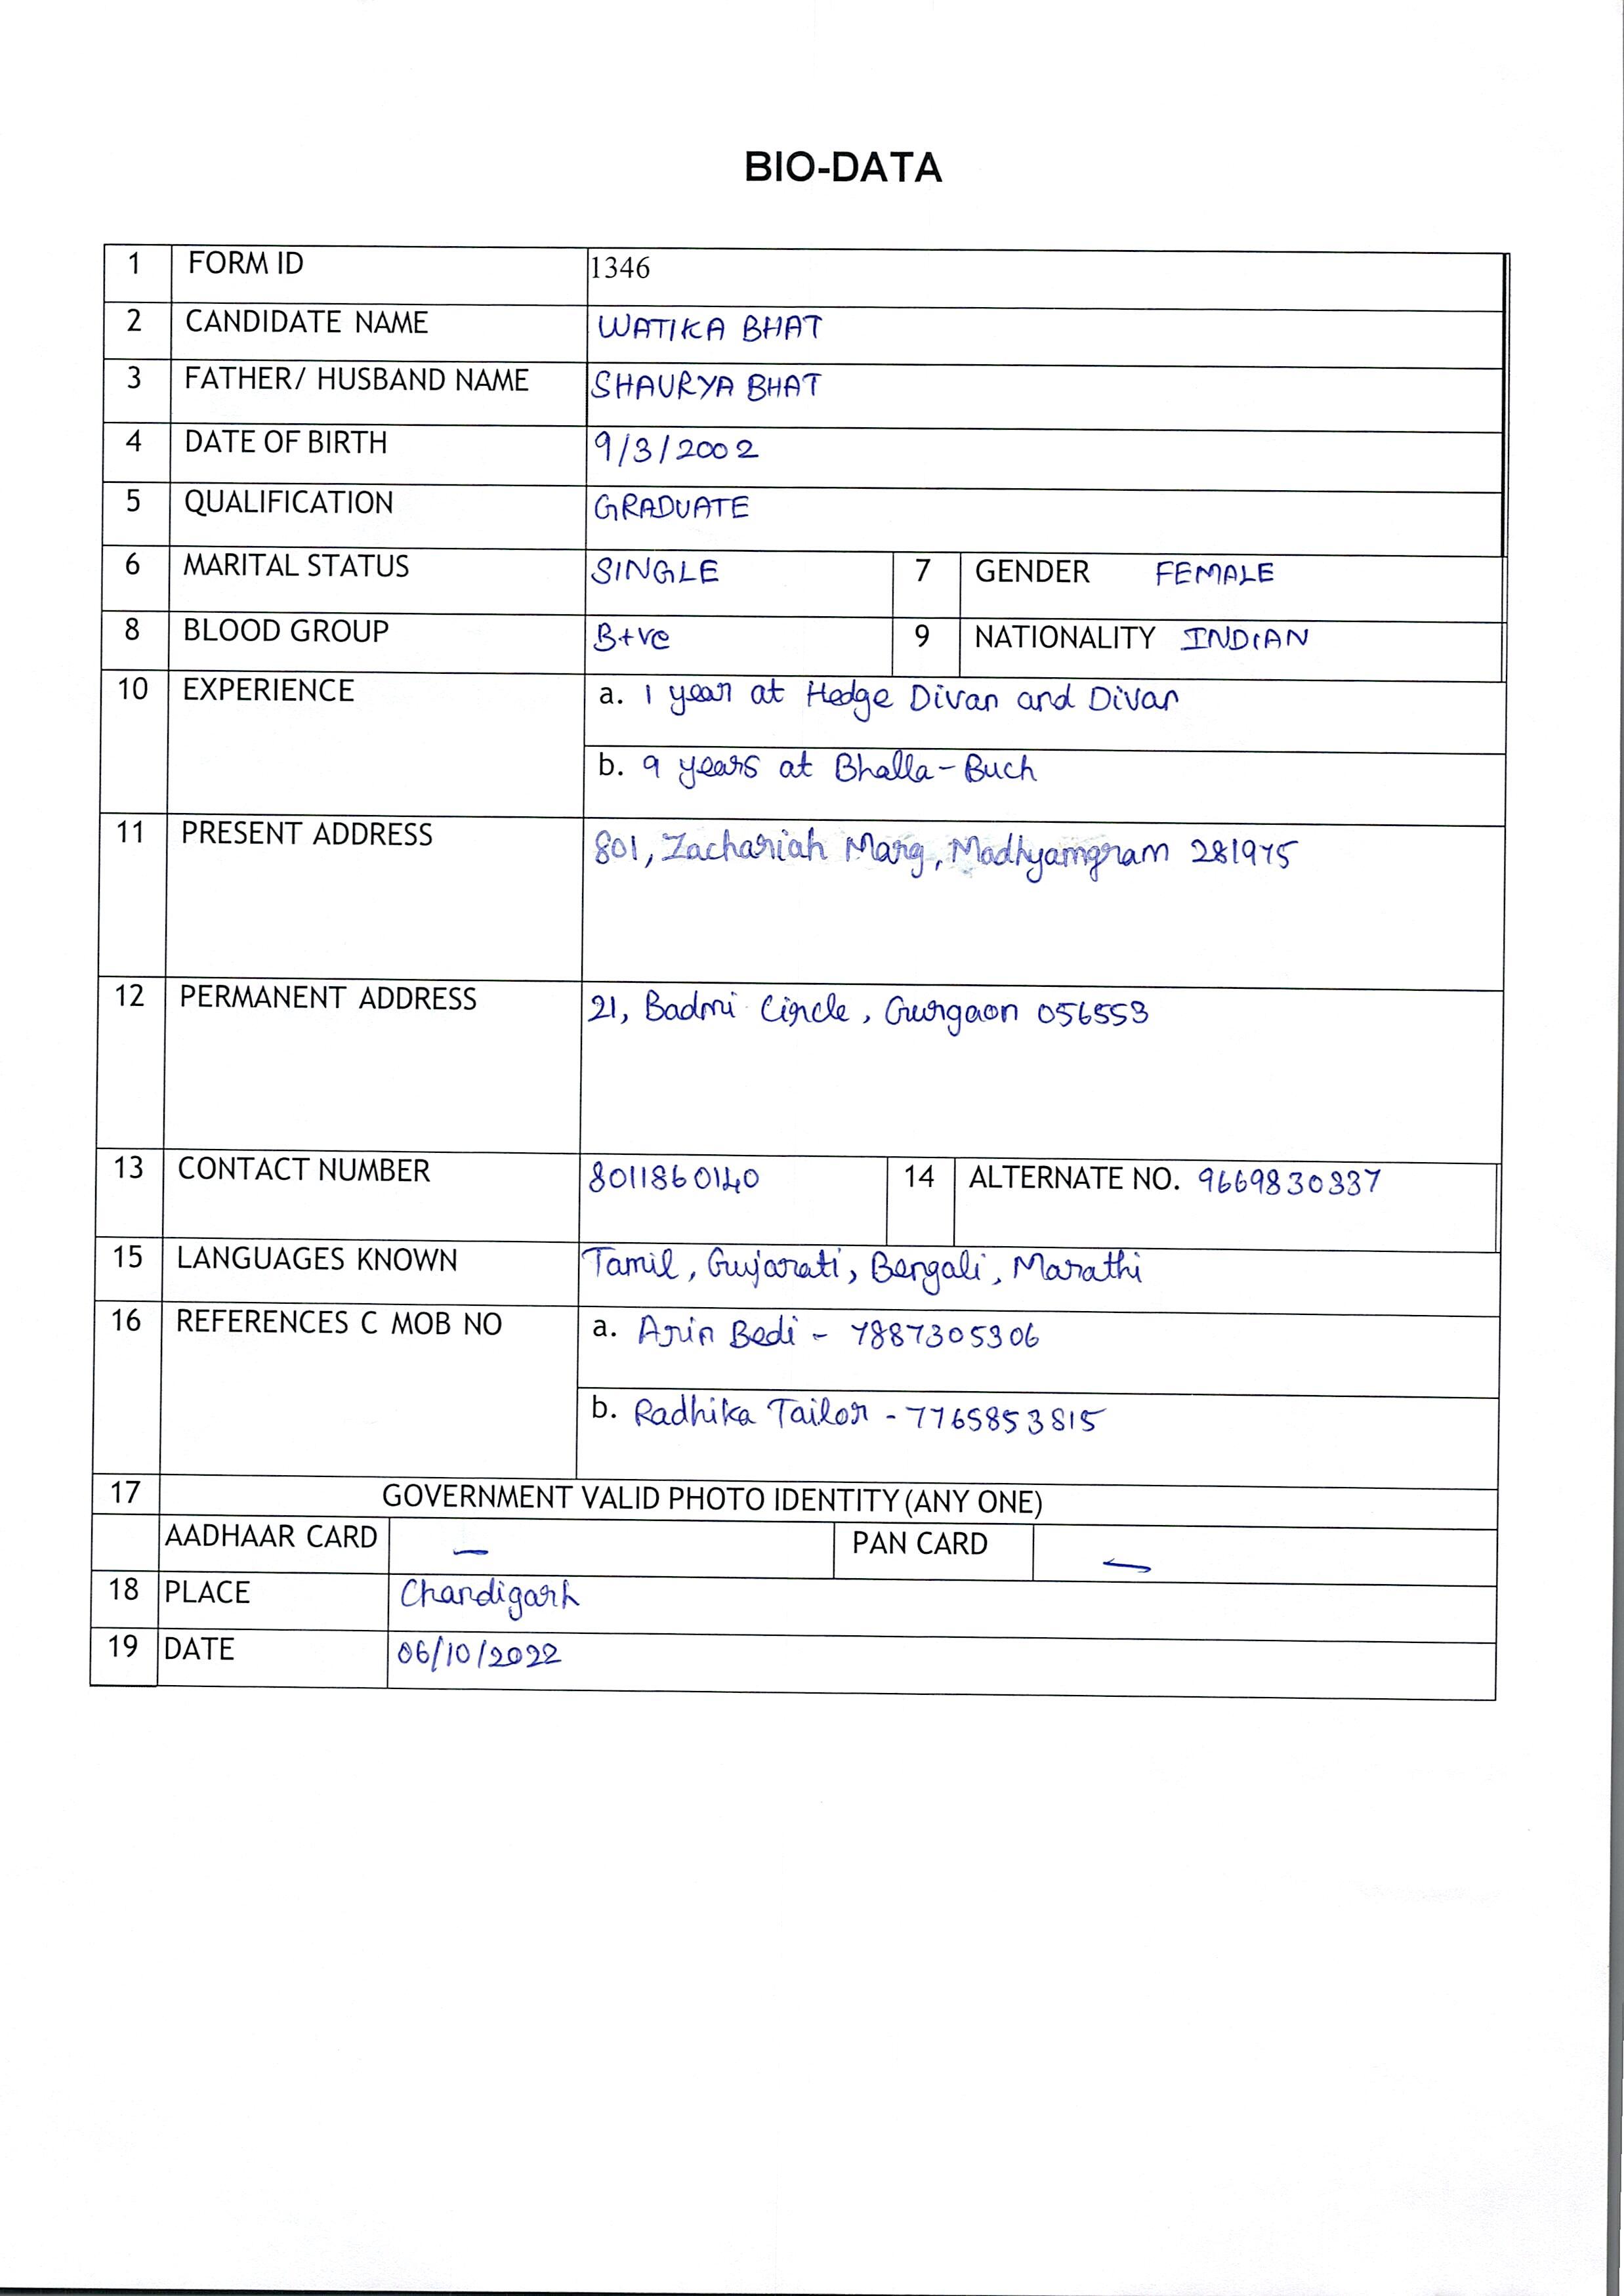 BIO-DATA
1 FORM ID 1346
2 CANDIDATE NAME WATIKA BHAT
3 FATHER/ HUSBAND NAME SHAURYA BHAT
4 DATE OF BIRTH 9/3/2002
5 QUALIFICATION GRADUATE
6 MARITAL STATUS SINGLE 7 GENDER FEMALE
8 BLOOD GROUP B+ve 9 NATIONALITY INDIAN
10 EXPERIENCE a. 1 year at Hedge Divan and Divan
b. 9 years at Bhalla-Buch
11 PRESENT ADDRESS 801, Zachariah Marg, Madhyamgram 281975
12 PERMANENT ADDRESS 21, Badmi Circle, Gurgaon 056553
13 CONTACT NUMBER 8011860140 14 ALTERNATE NO. 9669830337
15 LANGUAGES KNOWN Tamil, Gujarati, Bengali, Marathi
16 REFERENCES C MOB NO a. Arin Bedi - 7887305306
b. Radhika Tailor - 7765853815
17 GOVERNMENT VALID PHOTO IDENTITY (ANY ONE)
AADHAAR CARD — PAN CARD —
18 PLACE Chandigarh
19 DATE 06/10/2022